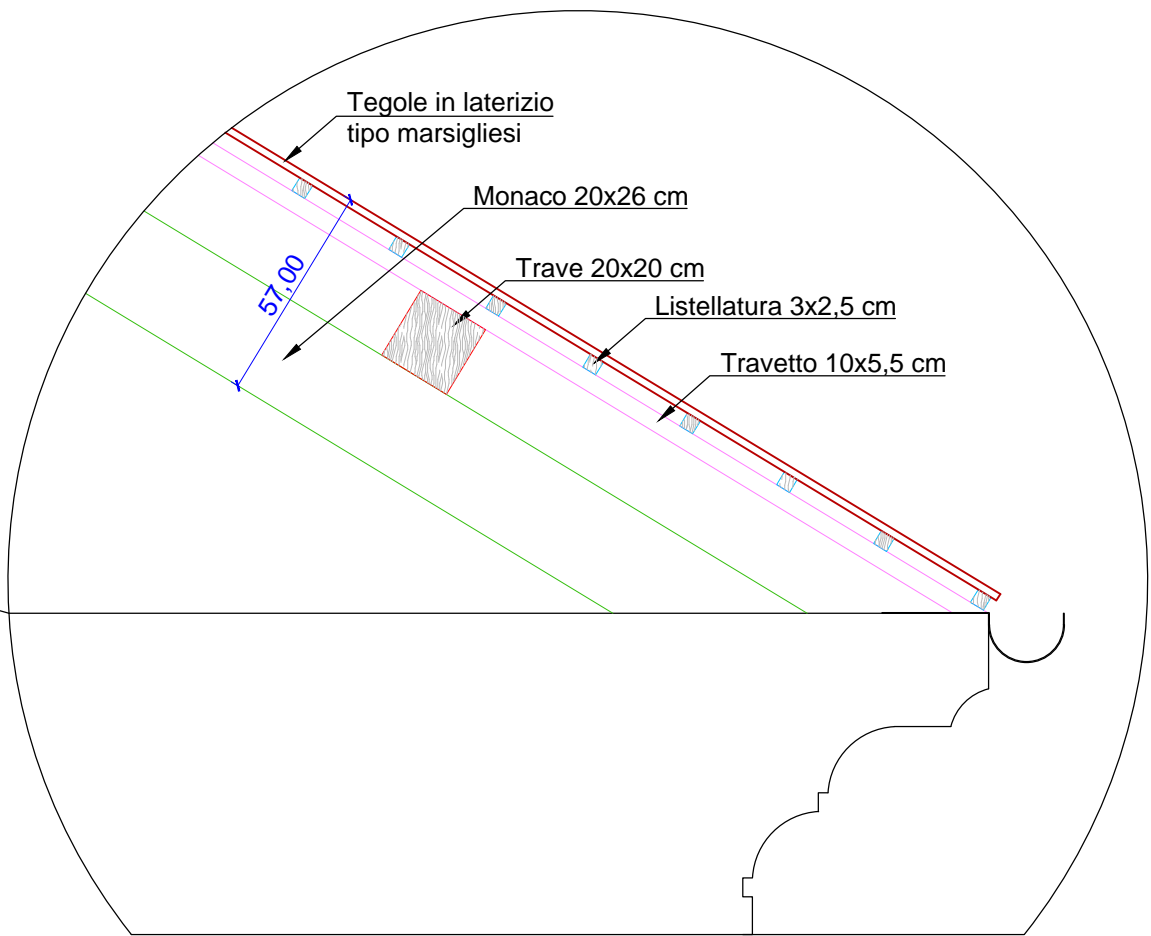 Tegole in laterizio
tipo marsigliesi
Monaco 20x26 cm
57,00
Trave 20x20 cm
Listellatura 3x2,5 cm
Travetto 10x5,5 cm